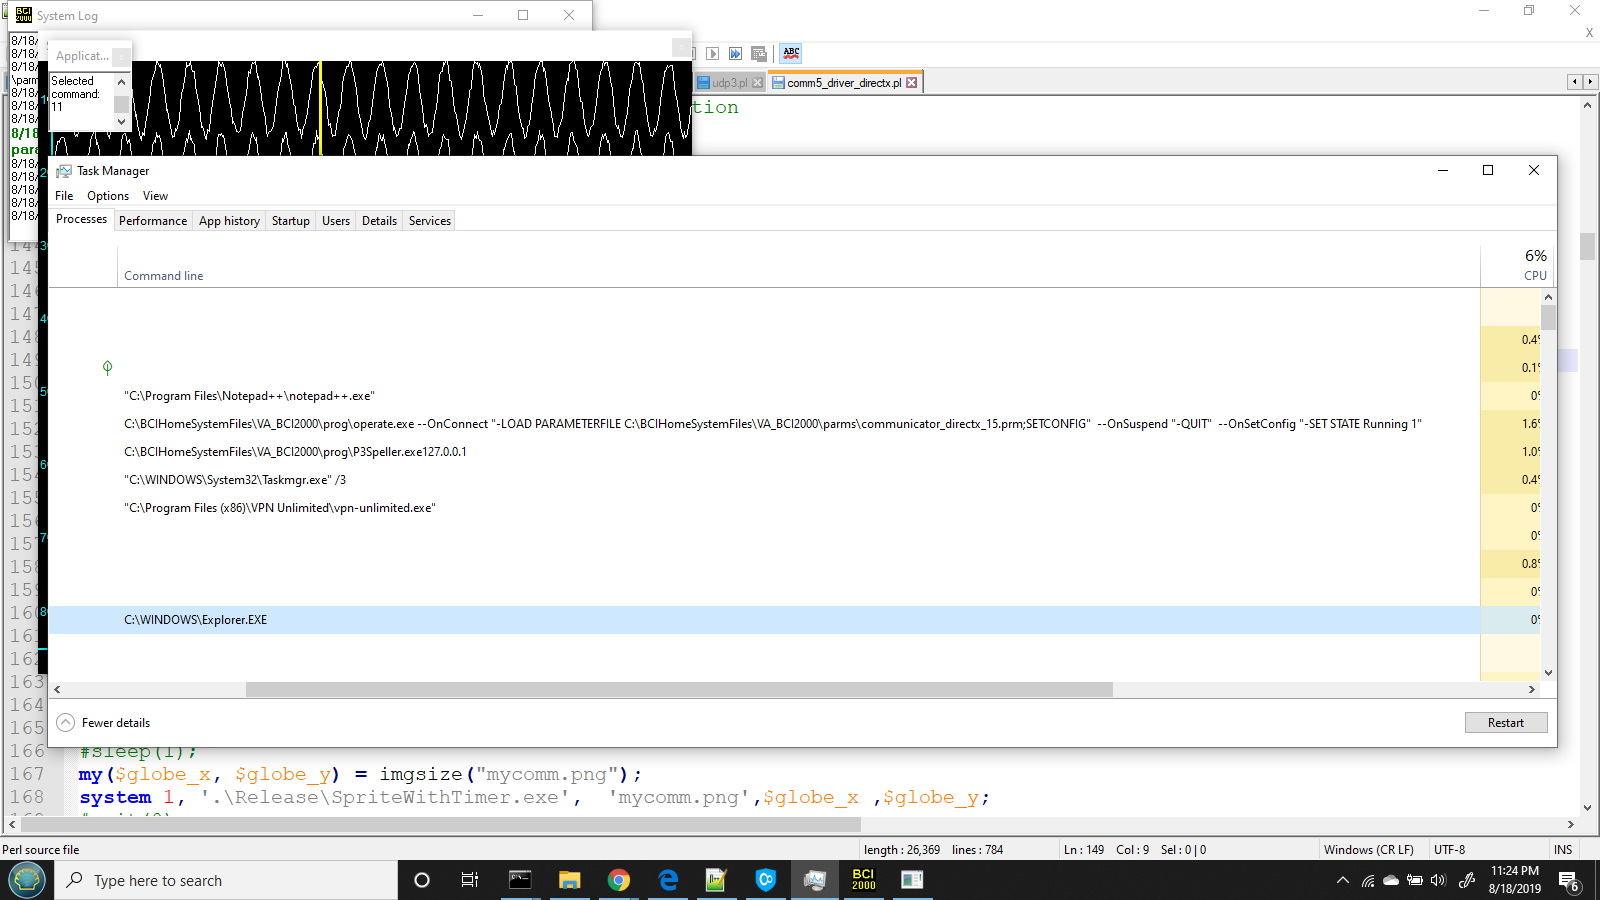 BCI
2000
System Log
8/18/
8/18/
8/18/
\parm
8/18/
8/18/
8/18/
8/18
para
8/18/
8/18/
8/18/
8/18/
8/18/
Applicat...
Selected
command:
11
ABC
X
udp3.pl
comm5_driver_directx.pl
tion
Task Manager
File Options View
Processes Performance App history Startup Users Details Services
6%
Command line
CPU
0.4%
0.1%
"C:\Program Files\Notepad++\notepad++.exe"
0%
C:\BCIHomeSystemFiles\VA_BCI2000\prog\operate.exe --OnConnect "-LOAD PARAMETERFILE C:\BCIHomeSystemFiles\VA_BCI2000\parms\communicator_directx_15.prm;SETCONFIG" --OnSuspend "-QUIT" --OnSetConfig "-SET STATE Running 1"
1.6%
C:\BCIHomeSystemFiles\VA_BCI2000\prog\P3Speller.exe127.0.0.1
1.0%
"C:\WINDOWS\System32\Taskmgr.exe" /3
0.4%
"C:\Program Files (x86)\VPN Unlimited\vpn-unlimited.exe"
0%
0%
0.8%
0%
C:\WINDOWS\Explorer.EXE
0%
Fewer details
Restart
144
145
146
147
148
149
150
151
152
153
154
155
156
157
158
159
160
161
162
163
164
165
166 #sleep(1);
167 my($globe_x, $globe_y) = imgsize("mycomm.png");
168 system 1, '.\Release\SpriteWithTimer.exe', 'mycomm.png',$globe_x ,$globe_y;
Perl source file
length : 26,369 lines : 784
Ln : 149 Col : 9 Sel : 0 | 0
Windows (CR LF)
UTF-8
INS
Type here to search
BCI
2000
11:24 PM
8/18/2019
6